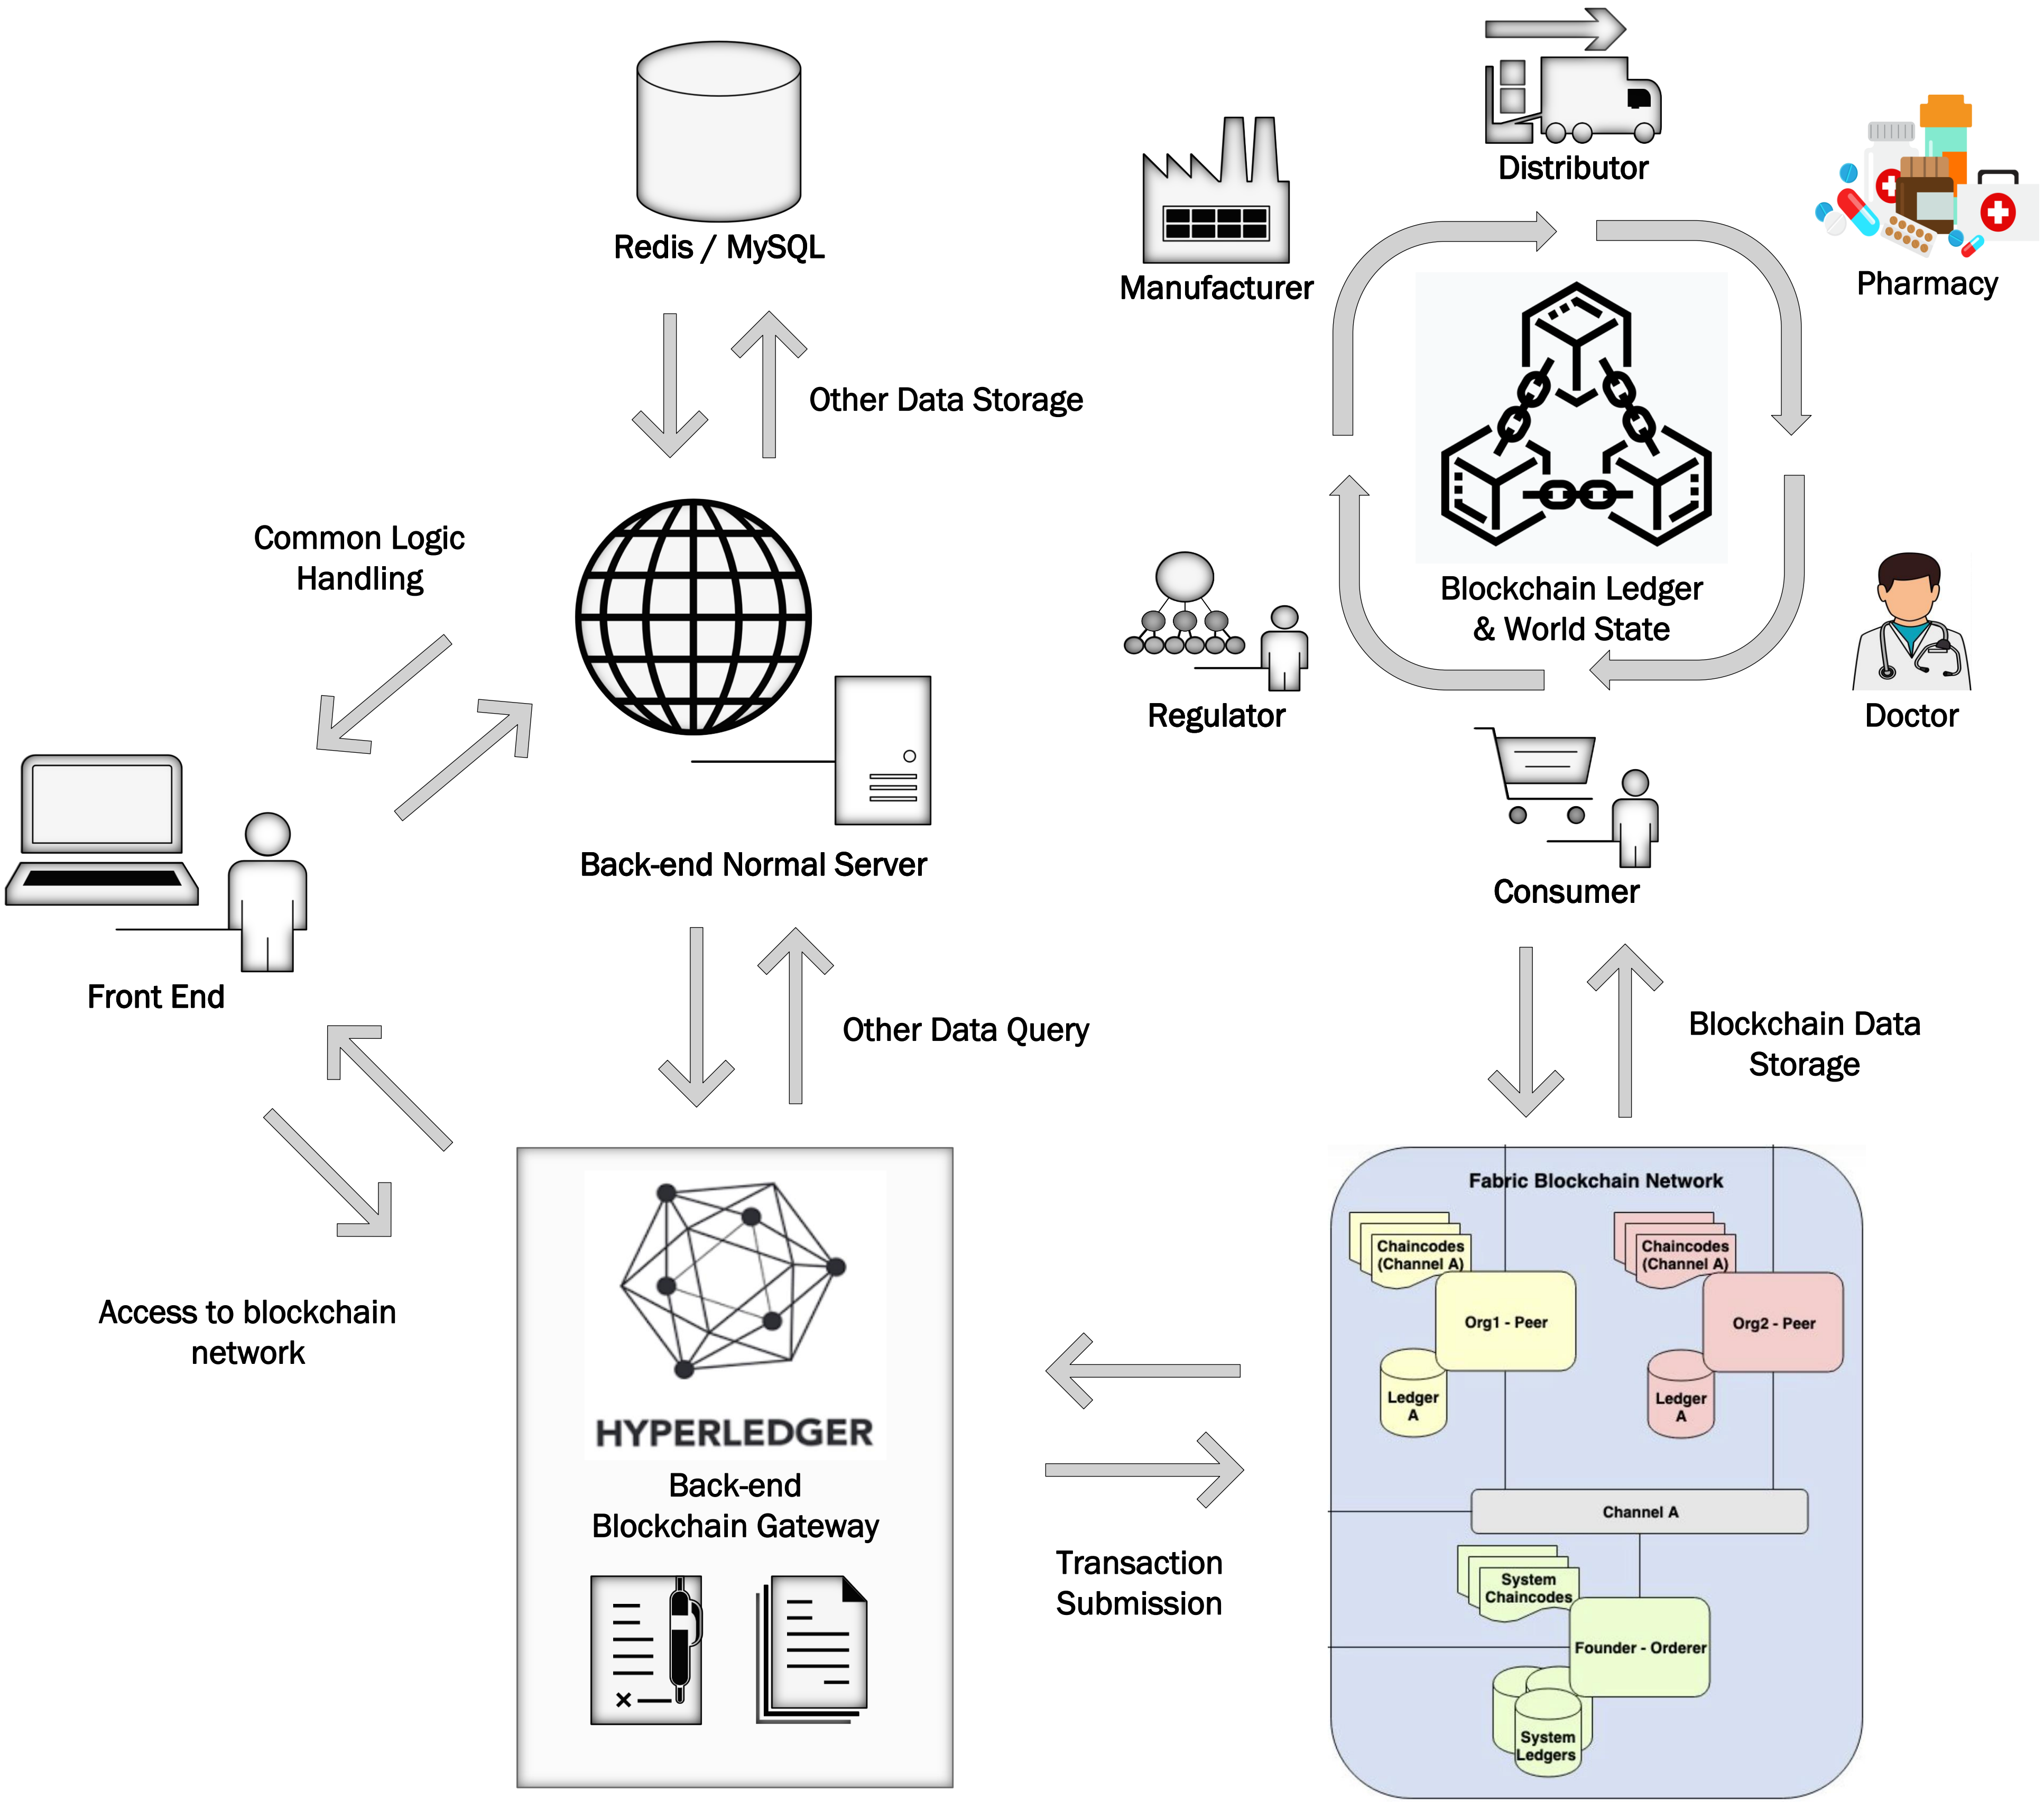 Redis / MySQL
Other Data Storage
Common Logic
Handling
Back-end Normal Server
Front End
Other Data Query
Access to blockchain
network
HYPERLEDGER
Back-end
Blockchain Gateway
Transaction
Submission
Distributor
Manufacturer
Pharmacy
Blockchain Ledger
& World State
Regulator
Doctor
Consumer
Blockchain Data
Storage
Fabric Blockchain Network
Chaincodes
(Channel A)
Org1 - Peer
Ledger
A
Chaincodes
(Channel A)
Org2 - Peer
Ledger
A
Channel A
System
Chaincodes
Founder - Orderer
System
Ledgers